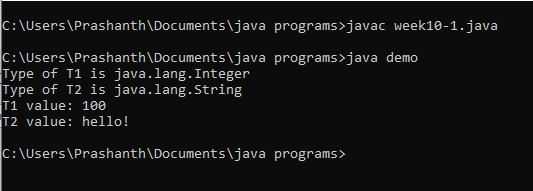 C:\Users\Prashanth\Documents\java programs>javac week10-1.java
C:\Users\Prashanth\Documents\java programs>java demo
Type of T1 is java.lang.Integer
Type of T2 is java.lang.String
T1 value: 100
T2 value: hello!
C:\Users\Prashanth\Documents\java programs>